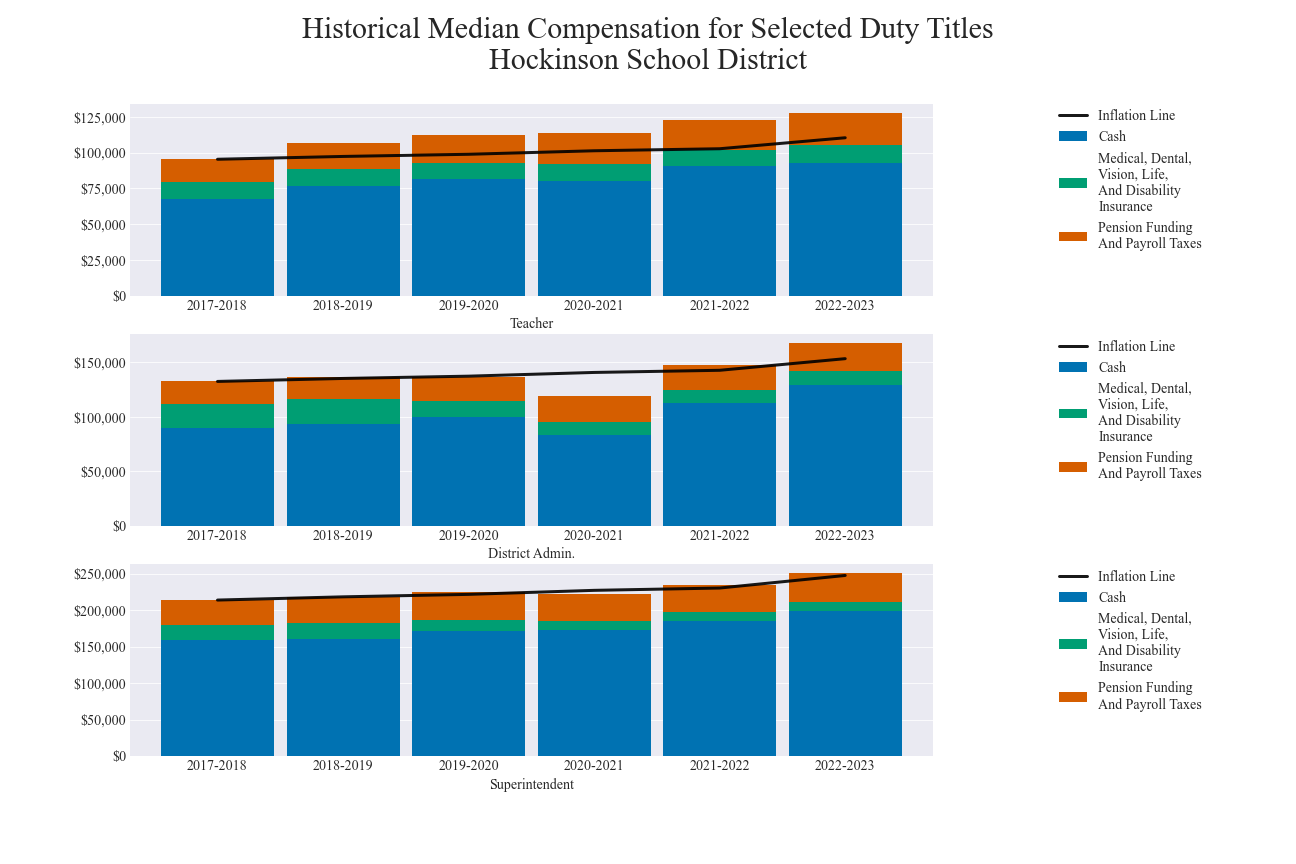 Historical Median Compensation for Selected Duty Titles
Hockinson School District
$125,000
$100,000
$75,000
$50,000
$25,000
$0
2017-2018 2018-2019 2019-2020 2020-2021 2021-2022 2022-2023
Teacher
Inflation Line
Cash
Medical, Dental,
Vision, Life,
And Disability
Insurance
Pension Funding
And Payroll Taxes
$150,000
$100,000
$50,000
$0
2017-2018 2018-2019 2019-2020 2020-2021 2021-2022 2022-2023
District Admin.
Inflation Line
Cash
Medical, Dental,
Vision, Life,
And Disability
Insurance
Pension Funding
And Payroll Taxes
$250,000
$200,000
$150,000
$100,000
$50,000
$0
2017-2018 2018-2019 2019-2020 2020-2021 2021-2022 2022-2023
Superintendent
Inflation Line
Cash
Medical, Dental,
Vision, Life,
And Disability
Insurance
Pension Funding
And Payroll Taxes